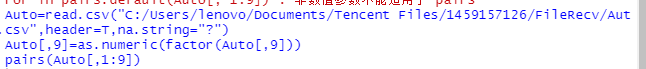 Auto=read.csv("C:/Users/lenovo/Documents/Tencent Files/1459157126/FileRecv/Aut
.csv",header=T,na.string="?")
Auto[,9]=as.numeric(factor(Auto[,9]))
pairs(Auto[,1:9])